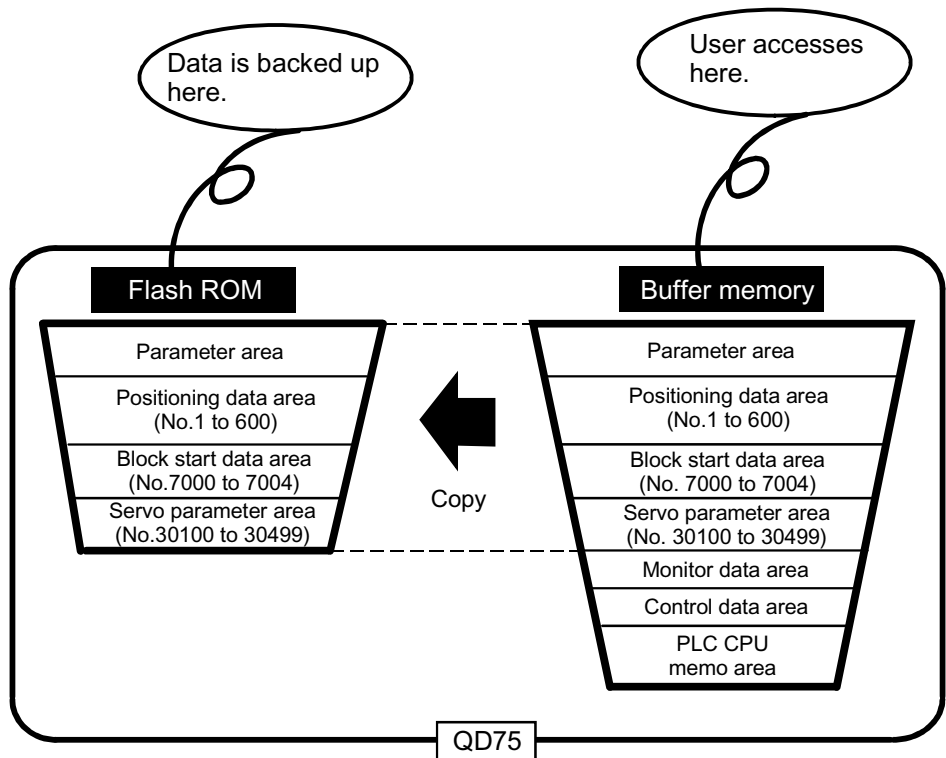 Data is backed up
here.
User accesses
here.
Flash ROM
Parameter area
Positioning data area
(No.1 to 600)
Block start data area
(No.7000 to 7004)
Servo parameter area
(No.30100 to 30499)
Copy
Buffer memory
Parameter area
Positioning data area
(No.1 to 600)
Block start data area
(No. 7000 to 7004)
Servo parameter area
(No. 30100 to 30499)
Monitor data area
Control data area
PLC CPU
memo area
QD75